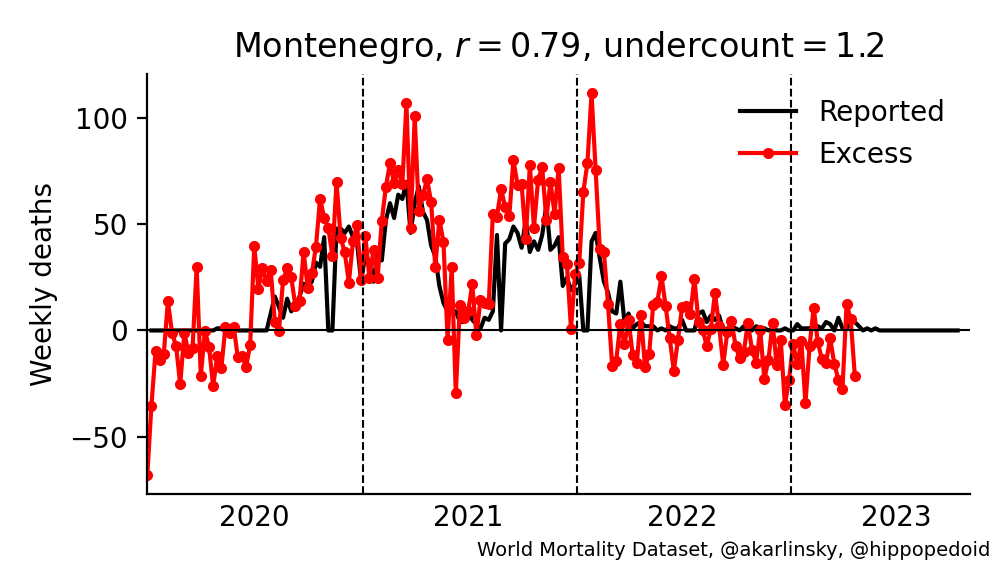 Montenegro, r = 0.79, undercount = 1.2
Reported
Excess
Weekly deaths
100
50
0
−50
2020 2021 2022 2023
World Mortality Dataset, @akarlinsky, @hippopedoid